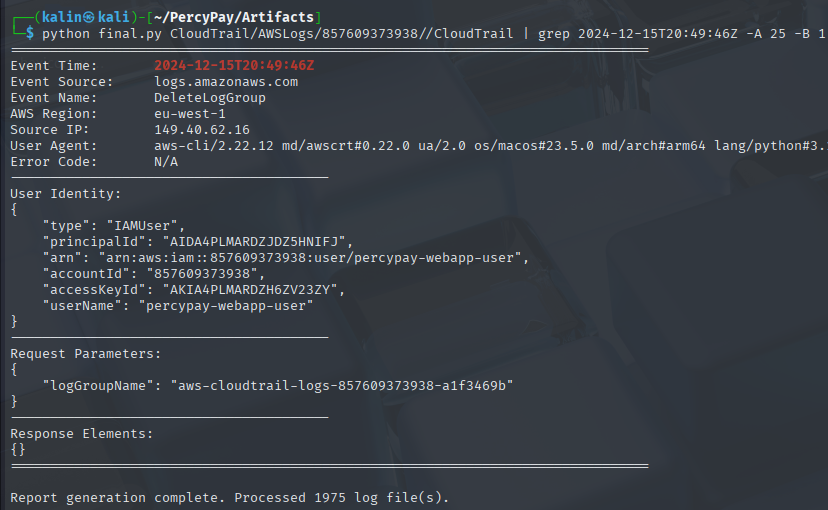 ┌──(kalin㉿kali)-[~/PercyPay/Artifacts]
└─$ python final.py CloudTrail/AWSLogs/857609373938//CloudTrail | grep 2024-12-15T20:49:46Z -A 25 -B 1
Event Time: 2024-12-15T20:49:46Z
Event Source: logs.amazonaws.com
Event Name: DeleteLogGroup
AWS Region: eu-west-1
Source IP: 149.40.62.16
User Agent: aws-cli/2.22.12 md/awscrt#0.22.0 ua/2.0 os/macos#23.5.0 md/arch#arm64 lang/python#3.
Error Code: N/A
User Identity:
{
    "type": "IAMUser",
    "principalId": "AIDA4PLMARDZJDZ5HNIFJ",
    "arn": "arn:aws:iam::857609373938:user/percypay-webapp-user",
    "accountId": "857609373938",
    "accessKeyId": "AKIA4PLMARDZH6ZV23ZY",
    "userName": "percypay-webapp-user"
}
Request Parameters:
{
    "logGroupName": "aws-cloudtrail-logs-857609373938-a1f3469b"
}
Response Elements:
{}
Report generation complete. Processed 1975 log file(s).